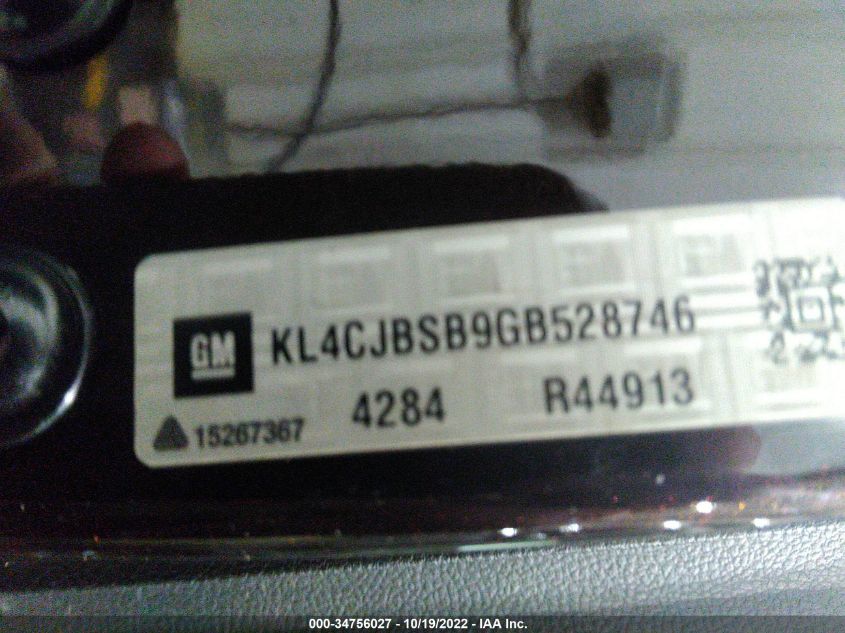 GM KL4CJBSB9GB528746
15267367 4284 R44913
000-34756027 - 10/19/2022 - IAA Inc.